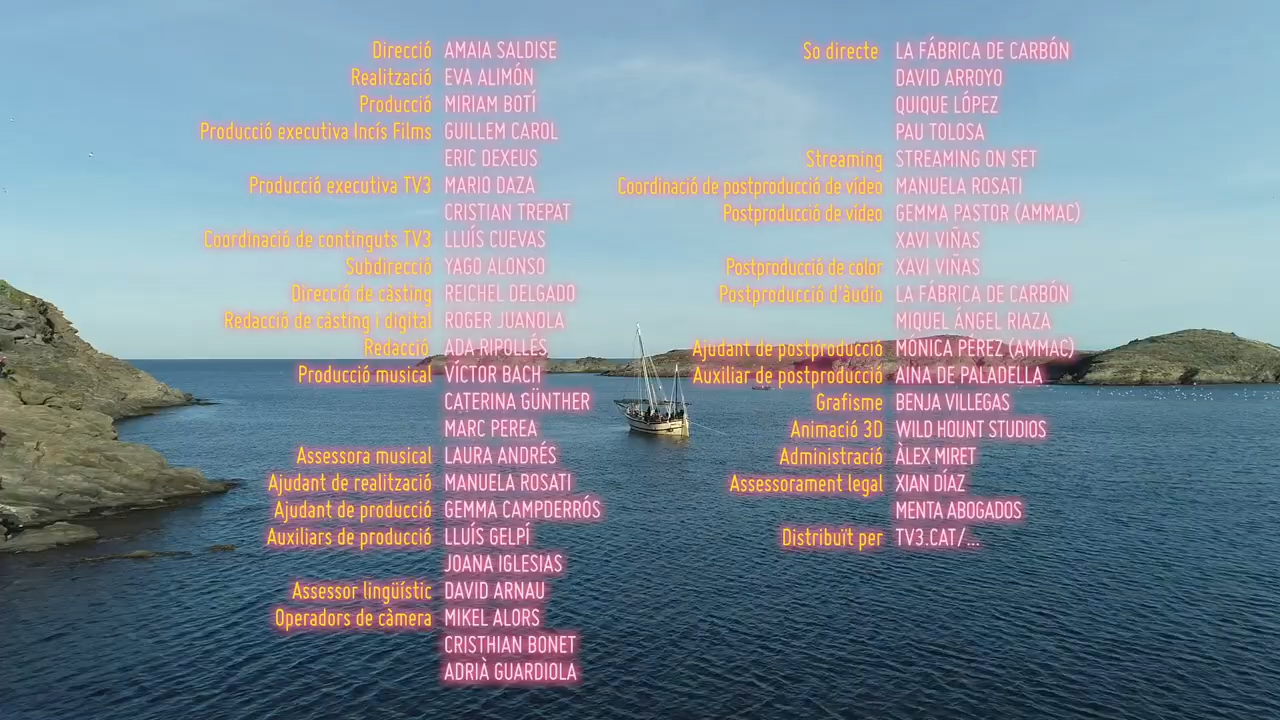 Direcció AMAIA SALDISE
Realització EVA ALIMÓN
Producció MIRIAM BOTÍ
Producció executiva Incís Films GUILLEM CAROL
ERIC DEXEUS
Producció executiva TV3 MARIO DAZA
CRISTIAN TREPAT
Coordinació de continguts TV3 LLUÍS CUEVAS
Subdirecció YAGO ALONSO
Direcció de càsting REICHEL DELGADO
Redacció de càsting i digital ROGER JUANOLA
Redacció ADA RIPOLLÉS
Producció musical VÍCTOR BACH
CATERINA GÜNTHER
MARC PEREA
Assessora musical LAURA ANDRÉS
Ajudant de realització MANUELA ROSATI
Ajudant de producció GEMMA CAMPDERRÓS
Auxiliars de producció LLUÍS GELPÍ
JOANA IGLESIAS
Assessor lingüístic DAVID ARNAU
Operadors de càmera MIKEL ALORS
CRISTHIAN BONET
ADRIÀ GUARDIOLA
So directe LA FÁBRICA DE CARBÓN
DAVID ARROYO
QUIQUE LÓPEZ
PAU TOLOSA
Streaming STREAMING ON SET
Coordinació de postproducció de vídeo MANUELA ROSATI
Postproducció de vídeo GEMMA PASTOR (AMMAC)
XAVI VIÑAS
Postproducció de color XAVI VIÑAS
Postproducció d'àudio LA FÁBRICA DE CARBÓN
MIQUEL ÁNGEL RIAZA
Ajudant de postproducció MÓNICA PÉREZ (AMMAC)
Auxiliar de postproducció AINA DE PALADELLA
Grafisme BENJA VILLEGAS
Animació 3D WILD HOUNT STUDIOS
Administració ÀLEX MIRET
Assessorament legal XIAN DÍAZ
MENTA ABOGADOS
Distribuït per TV3.CAT/...